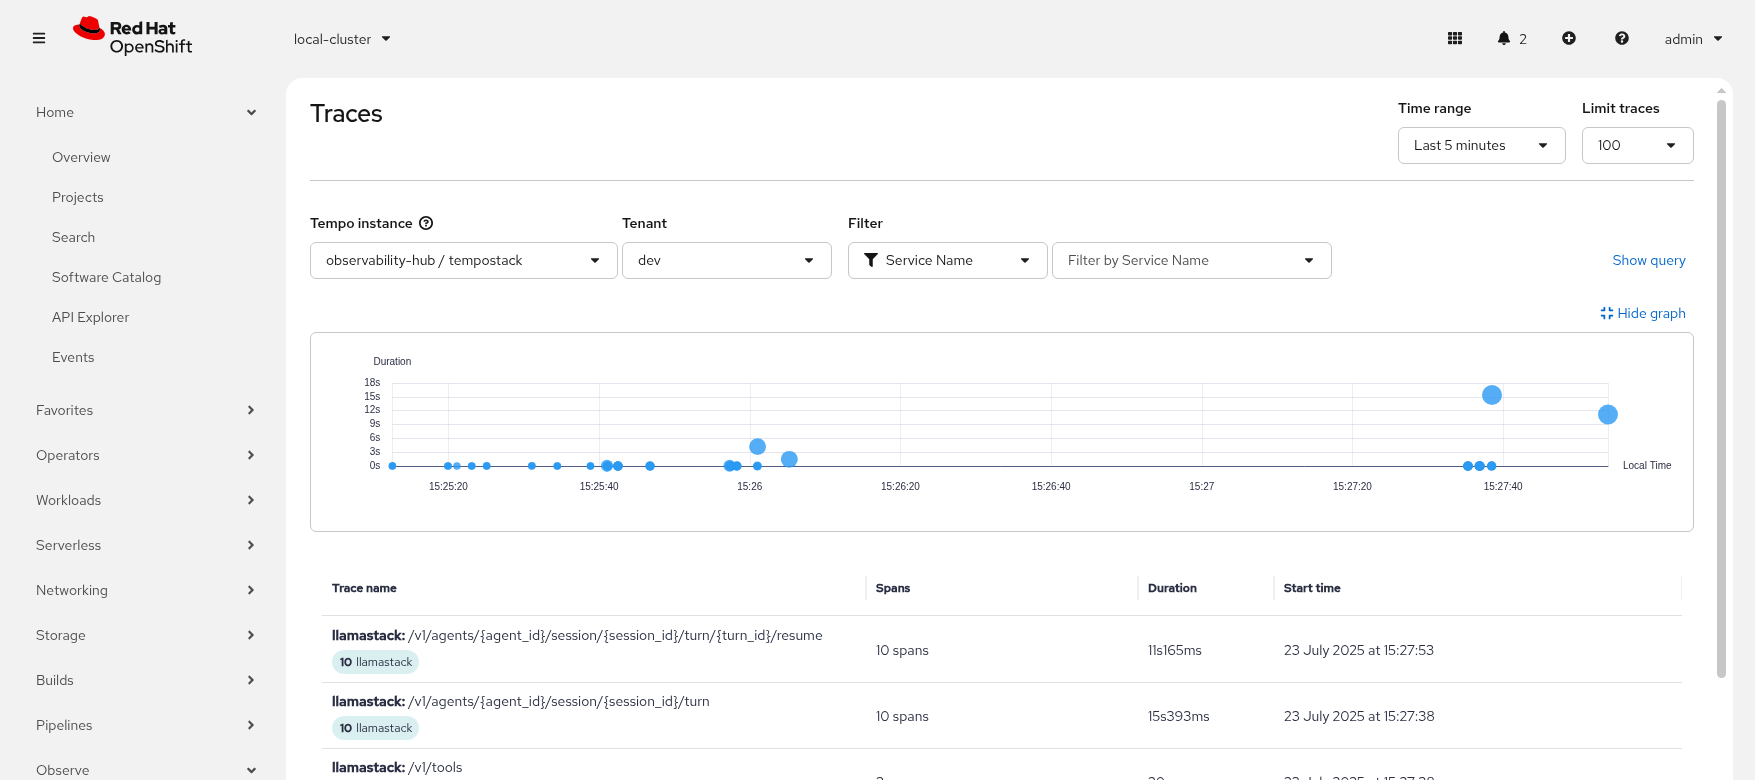 Red Hat
OpenShift
local-cluster
2
admin
Home
Overview
Projects
Search
Software Catalog
API Explorer
Events
Favorites
Operators
Workloads
Serverless
Networking
Storage
Builds
Pipelines
Observe
Traces
Time range
Limit traces
Last 5 minutes
100
Tempo instance
Tenant
Filter
observability-hub / tempostack
dev
Service Name
Filter by Service Name
Show query
Hide graph
Duration
18s
15s
12s
9s
6s
3s
0s
Local Time
15:25:20 15:25:40 15:26 15:26:20 15:26:40 15:27 15:27:20 15:27:40
Trace name Spans Duration Start time
llamastack: /v1/agents/{agent_id}/session/{session_id}/turn/{turn_id}/resume
10 llamastack
10 spans 11s165ms 23 July 2025 at 15:27:53
llamastack: /v1/agents/{agent_id}/session/{session_id}/turn
10 llamastack
10 spans 15s393ms 23 July 2025 at 15:27:38
llamastack: /v1/tools